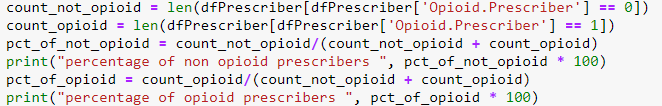 count_not_opioid = len(dfPrescriber[dfPrescriber['Opioid.Prescriber'] == 0])
count_opioid = len(dfPrescriber[dfPrescriber['Opioid.Prescriber'] == 1])
pct_of_not_opioid = count_not_opioid/(count_not_opioid + count_opioid)
print("percentage of non opioid prescribers ", pct_of_not_opioid * 100)
pct_of_opioid = count_opioid/(count_not_opioid + count_opioid)
print("percentage of opioid prescribers ", pct_of_opioid * 100)